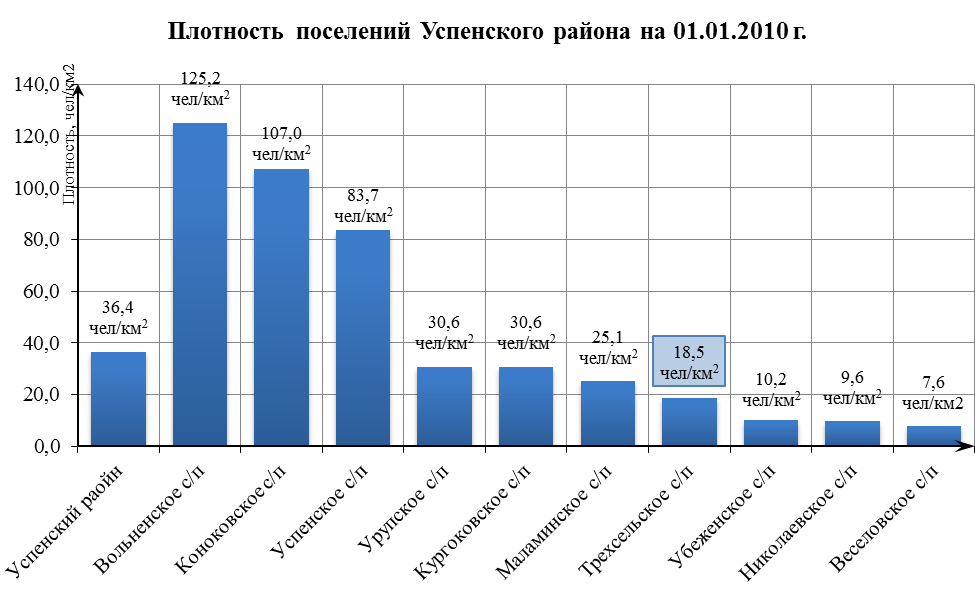 Плотность поселений Успенского района на 01.01.2010 г.
Плотность, чел/км2
140,0
120,0
100,0
80,0
60,0
40,0
20,0
0,0
36,4
чел/км²
125,2
чел/км²
107,0
чел/км²
83,7
чел/км²
30,6
чел/км²
30,6
чел/км²
25,1
чел/км²
18,5
чел/км²
10,2
чел/км²
9,6
чел/км²
7,6
чел/км2
Успенский раойн
Вольненское с/п
Коноковское с/п
Успенское с/п
Урупское с/п
Кургоковское с/п
Маламинское с/п
Трехсельское с/п
Убеженское с/п
Николаевское с/п
Веселовское с/п